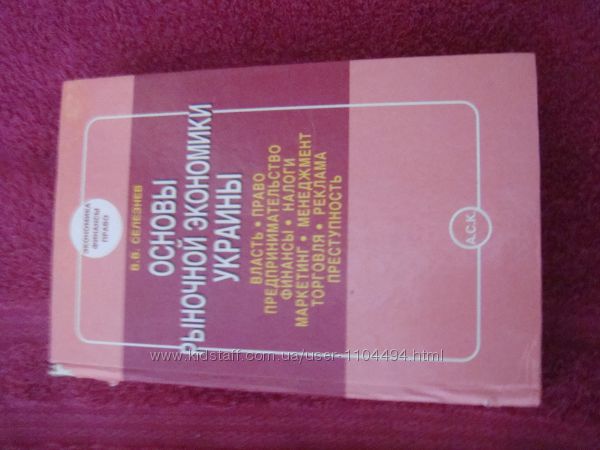 ЭКОНОМИКА
ФИНАНСЫ
ПРАВО
В.В. СЕЛЕЗНЕВ
ОСНОВЫ
РЫНОЧНОЙ ЭКОНОМИКИ
УКРАИНЫ
ВЛАСТЬ • ПРАВО
ПРЕДПРИНИМАТЕЛЬСТВО
ФИНАНСЫ • НАЛОГИ
МАРКЕТИНГ • МЕНЕДЖМЕНТ
ТОРГОВЛЯ • РЕКЛАМА
ПРЕСТУПНОСТЬ
А.С.К.
www.kidstaff.com.ua/user-1104494.html